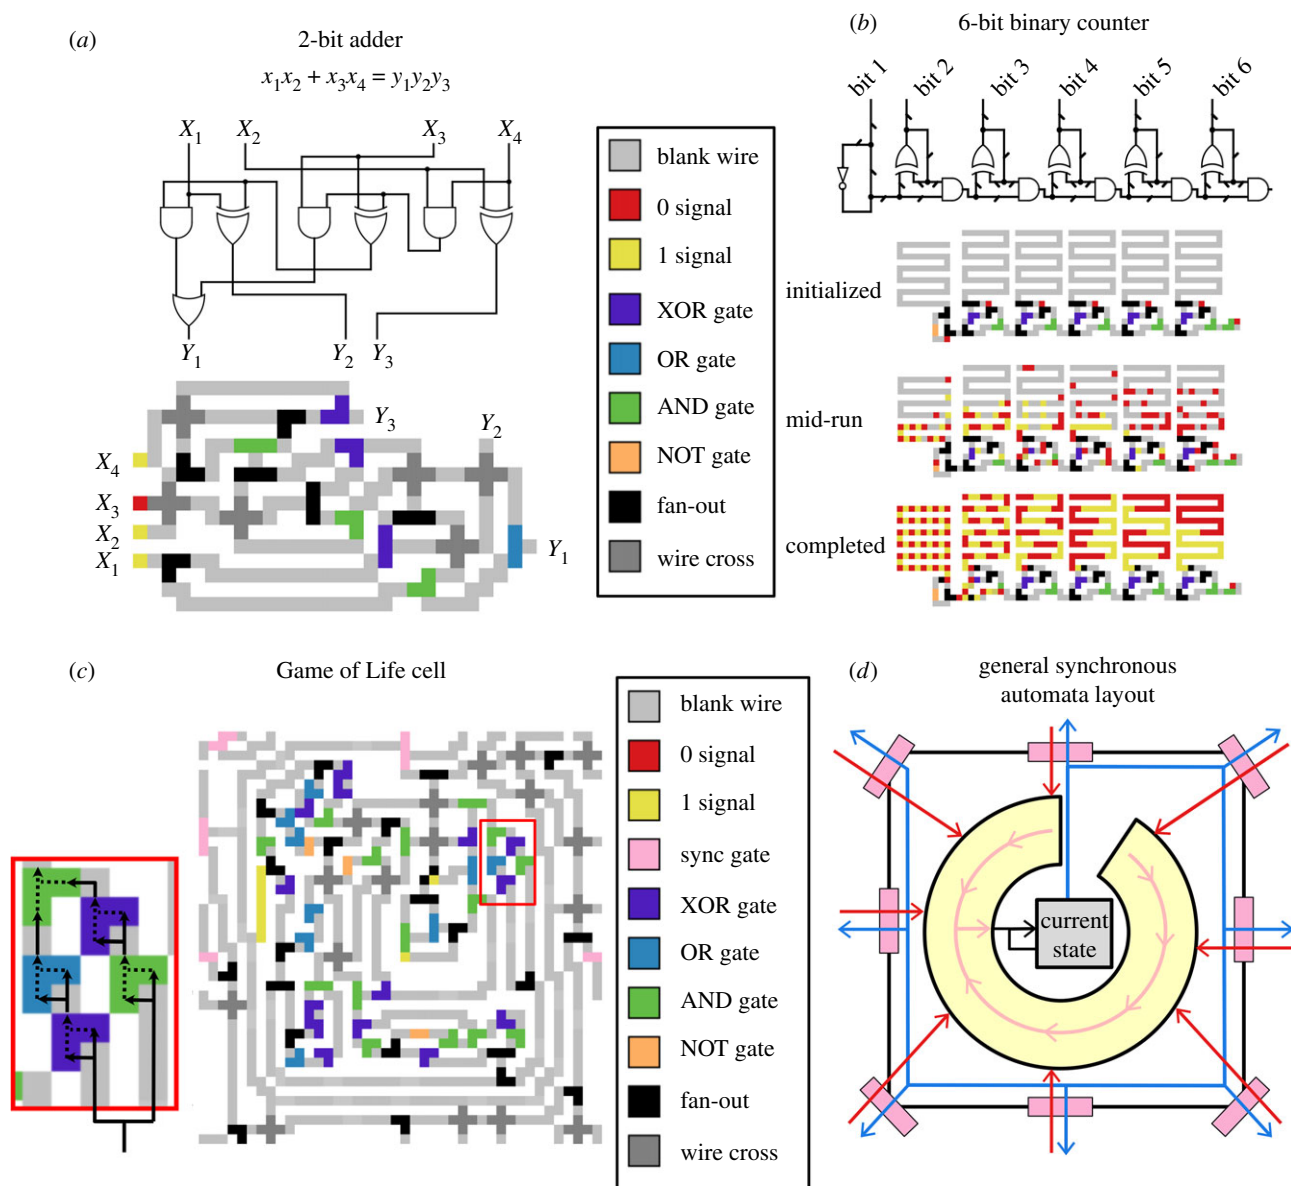 (a)
2-bit adder
x₁x₂ + x₃x₄ = y₁y₂y₃
X₁ X₂ X₃ X₄
Y₁ Y₂ Y₃
Y₃
Y₂
X₄
X₃
X₂
X₁
Y₁
blank wire
0 signal
1 signal
XOR gate
OR gate
AND gate
NOT gate
fan-out
wire cross
(b)
6-bit binary counter
bit 1
bit 2
bit 3
bit 4
bit 5
bit 6
initialized
mid-run
completed
(c)
Game of Life cell
blank wire
0 signal
1 signal
sync gate
XOR gate
OR gate
AND gate
NOT gate
fan-out
wire cross
(d)
general synchronous
automata layout
current
state